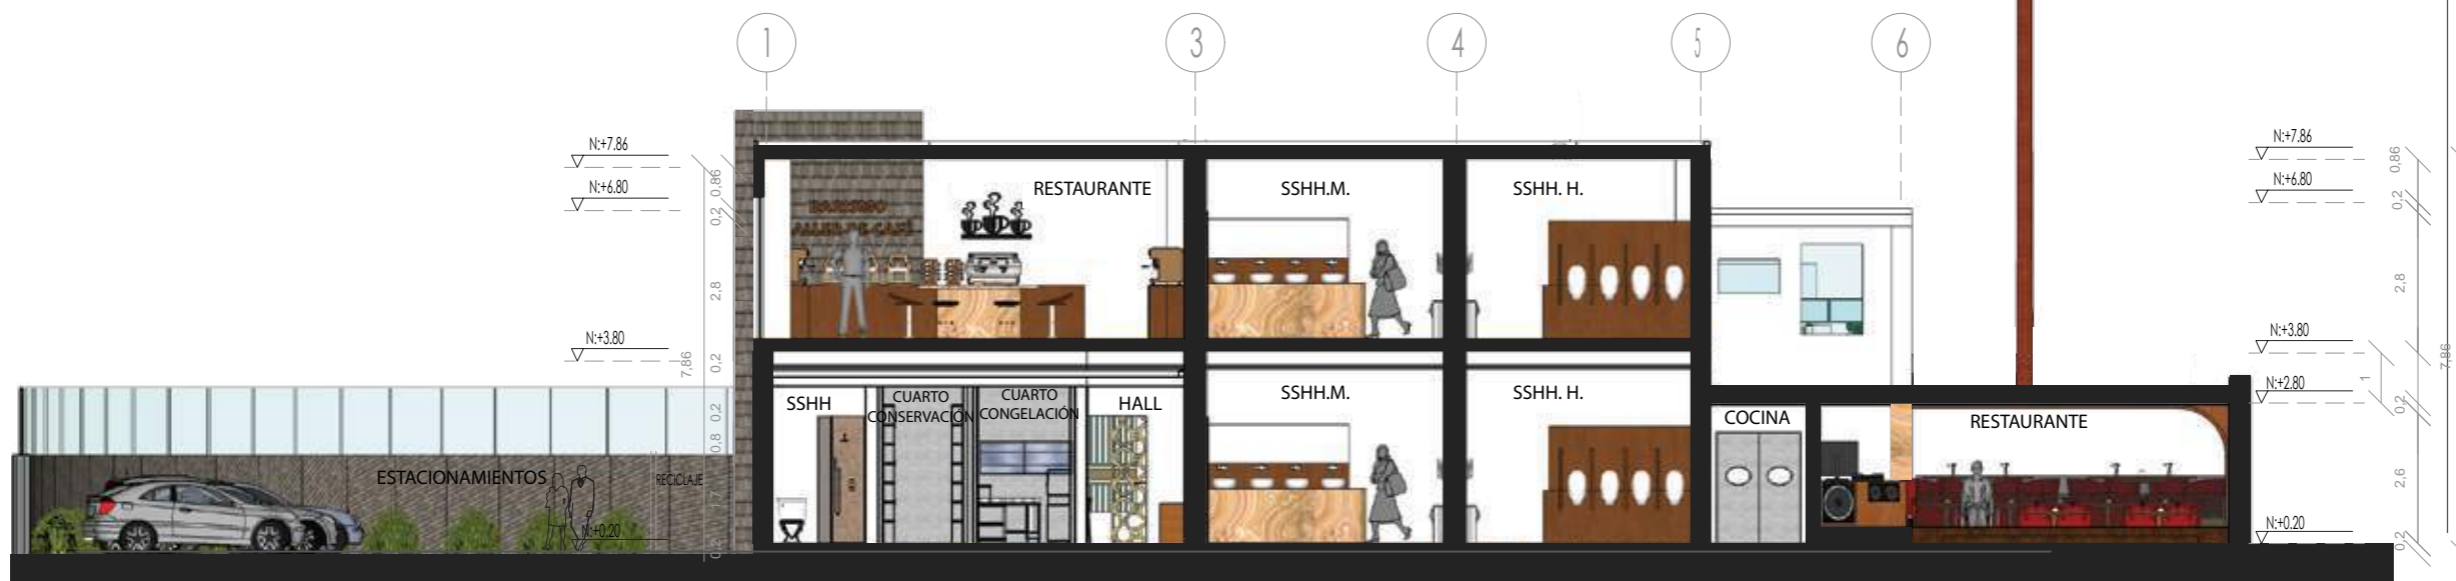 1
3
4
5
6
N:+7.86
N:+6.80
N:+3.80
0,86
0,2
2,8
0,2
7,86
0,2
0,8
0,2
RESTAURANTE
SSHH.M.
SSHH. H.
SSHH
CUARTO
CONSERVACIÓN
CUARTO
CONGELACIÓN
HALL
SSHH.M.
SSHH. H.
COCINA
RESTAURANTE
ESTACIONAMIENTOS
RECICLAJE
N:+0.20
N:+7.86
N:+6.80
N:+3.80
N:+2.80
N:+0.20
0,86
0,2
2,8
1
0,2
2,6
0,2
7,86